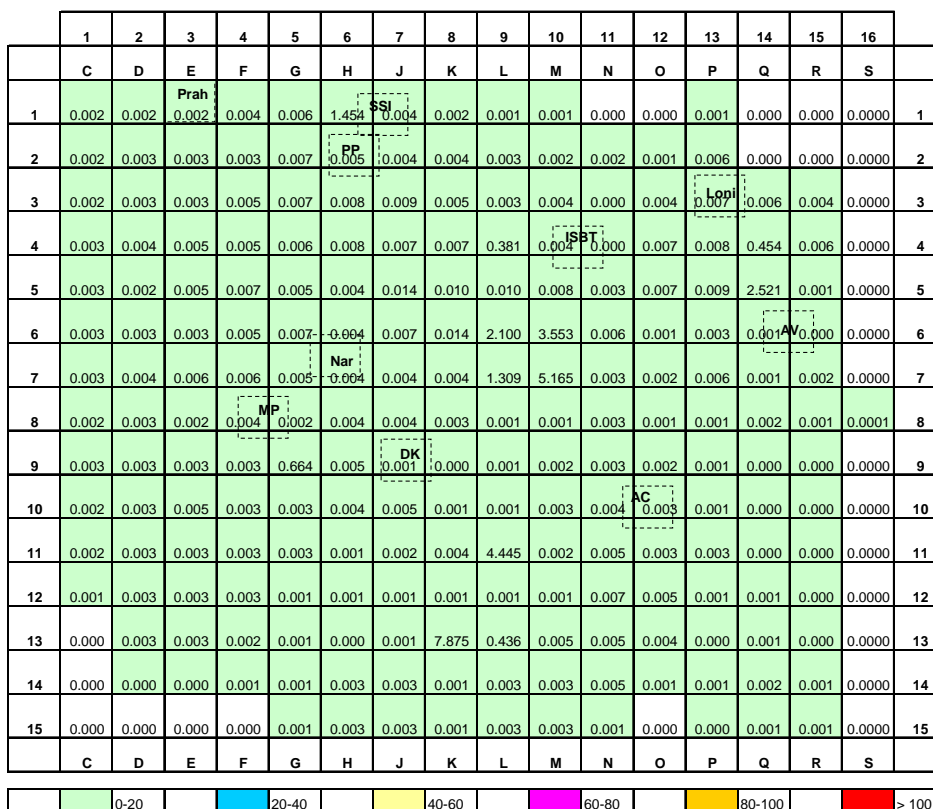 1 2 3 4 5 6 7 8 9 10 11 12 13 14 15 16
C D E F G H J K L M N O P Q R S
Prah SSI
1 0.002 0.002 0.002 0.004 0.006 1.454 0.004 0.002 0.001 0.001 0.000 0.000 0.001 0.000 0.000 0.0000 1
PP
2 0.002 0.003 0.003 0.003 0.007 0.005 0.004 0.004 0.003 0.002 0.002 0.001 0.006 0.000 0.000 0.0000 2
Loni
3 0.002 0.003 0.003 0.005 0.007 0.008 0.009 0.005 0.003 0.004 0.000 0.004 0.007 0.006 0.004 0.0000 3
ISBT
4 0.003 0.004 0.005 0.005 0.006 0.008 0.007 0.007 0.381 0.004 0.000 0.007 0.008 0.454 0.006 0.0000 4
5 0.003 0.002 0.005 0.007 0.005 0.004 0.014 0.010 0.010 0.008 0.003 0.007 0.009 2.521 0.001 0.0000 5
AV
6 0.003 0.003 0.003 0.005 0.007 0.004 0.007 0.014 2.100 3.553 0.006 0.001 0.003 0.001 0.000 0.0000 6
Nar
7 0.003 0.004 0.006 0.006 0.005 0.004 0.004 0.004 1.309 5.165 0.003 0.002 0.006 0.001 0.002 0.0000 7
MP
8 0.002 0.003 0.002 0.004 0.002 0.004 0.004 0.003 0.001 0.001 0.003 0.001 0.001 0.002 0.001 0.0001 8
DK
9 0.003 0.003 0.003 0.003 0.664 0.005 0.001 0.000 0.001 0.002 0.003 0.002 0.001 0.000 0.000 0.0000 9
AC
10 0.002 0.003 0.005 0.003 0.003 0.004 0.005 0.001 0.001 0.003 0.004 0.003 0.001 0.000 0.000 0.0000 10
11 0.002 0.003 0.003 0.003 0.003 0.001 0.002 0.004 4.445 0.002 0.005 0.003 0.003 0.000 0.000 0.0000 11
12 0.001 0.003 0.003 0.003 0.001 0.001 0.001 0.001 0.001 0.001 0.007 0.005 0.001 0.001 0.000 0.0000 12
13 0.000 0.003 0.003 0.002 0.001 0.000 0.001 7.875 0.436 0.005 0.005 0.004 0.000 0.001 0.000 0.0000 13
14 0.000 0.000 0.000 0.001 0.001 0.003 0.003 0.001 0.003 0.003 0.005 0.001 0.001 0.002 0.001 0.0000 14
15 0.000 0.000 0.000 0.000 0.001 0.003 0.003 0.001 0.003 0.003 0.001 0.000 0.000 0.001 0.001 0.0000 15
C D E F G H J K L M N O P Q R S
0-20 20-40 40-60 60-80 80-100 > 100